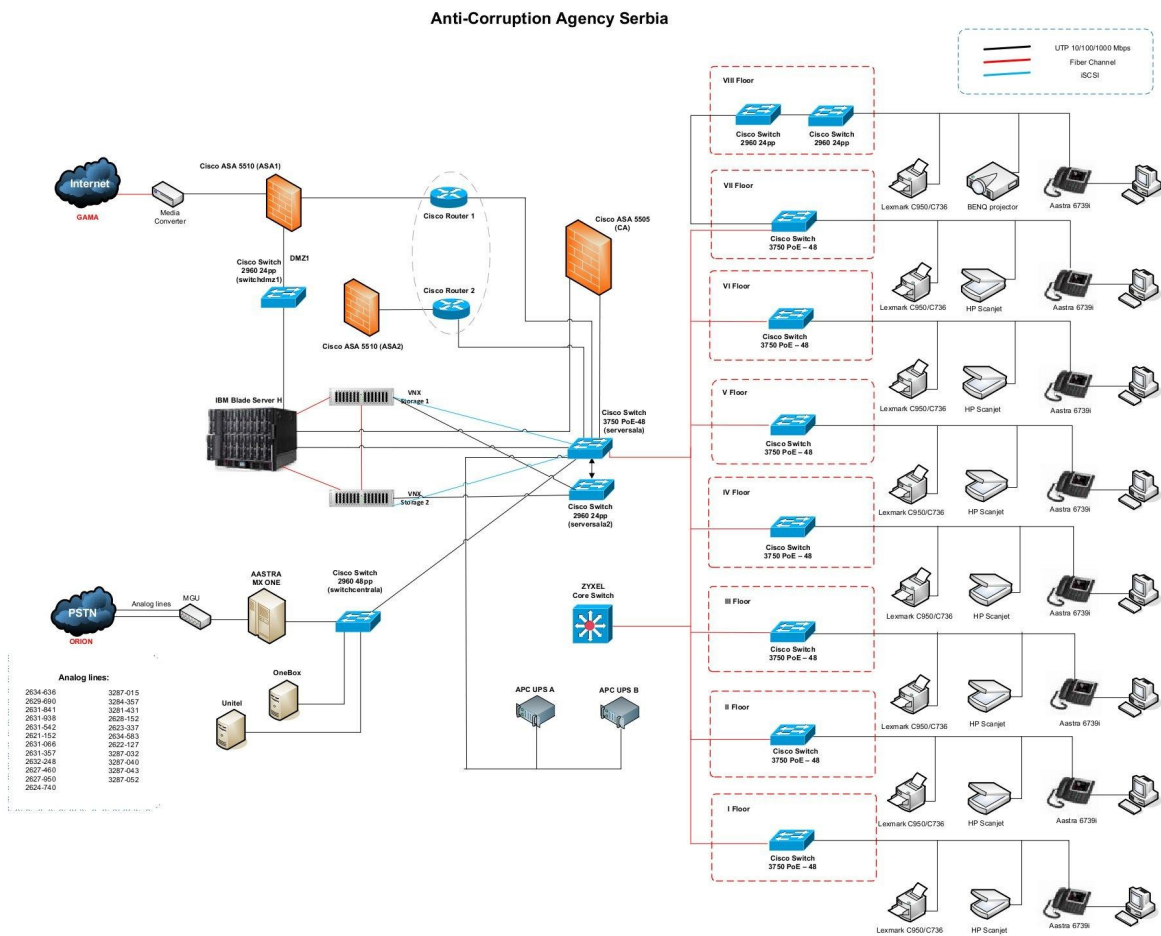 Anti-Corruption Agency Serbia
UTP 10/100/1000 Mbps
Fiber Channel
iSCSI
Internet
GAMA
Media
Converter
Cisco ASA 5510 (ASA1)
Cisco Router 1
Cisco Switch
2960 24pp
(switchdmz1)
DMZ1
Cisco Router 2
Cisco ASA 5510 (ASA2)
Cisco ASA 5505
(CA)
IBM Blade Server H
VNX
Storage 1
VNX
Storage 2
Cisco Switch
3750 PoE-48
(serversala)
Cisco Switch
2960 24pp
(serversala2)
PSTN
ORION
Analog lines
MGU
AASTRA
MX ONE
Cisco Switch
2960 48pp
(switchcentrala)
OneBox
Unitel
ZYXEL
Core Switch
APC UPS A
APC UPS B
Analog lines:
2634-636 3287-015
2629-690 3284-357
2631-841 3281-431
2631-938 2628-152
2631-542 2623-337
2621-152 2634-583
2631-066 2622-127
2631-357 3287-032
2632-248 3287-040
2627-460 3287-043
2627-950 3287-052
2624-740
VIII Floor
Cisco Switch
2960 24pp
Cisco Switch
2960 24pp
Lexmark C950/C736
BENQ projector
Aastra 6739i
VII Floor
Cisco Switch
3750 PoE – 48
Lexmark C950/C736
HP Scanjet
Aastra 6739i
VI Floor
Cisco Switch
3750 PoE – 48
Lexmark C950/C736
HP Scanjet
Aastra 6739i
V Floor
Cisco Switch
3750 PoE – 48
Lexmark C950/C736
HP Scanjet
Aastra 6739i
IV Floor
Cisco Switch
3750 PoE – 48
Lexmark C950/C736
HP Scanjet
Aastra 6739i
III Floor
Cisco Switch
3750 PoE – 48
Lexmark C950/C736
HP Scanjet
Aastra 6739i
II Floor
Cisco Switch
3750 PoE – 48
Lexmark C950/C736
HP Scanjet
Aastra 6739i
I Floor
Cisco Switch
3750 PoE – 48
Lexmark C950/C736
HP Scanjet
Aastra 6739i